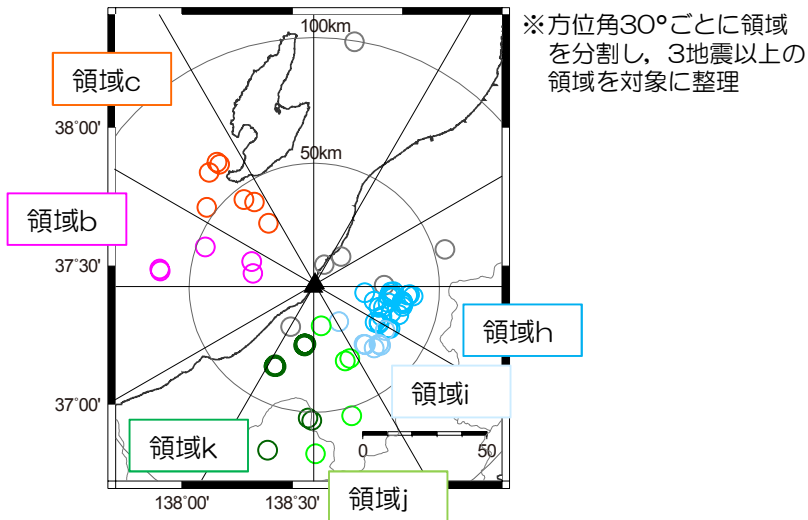 ※方位角30°ごとに領域
を分割し，3地震以上の
領域を対象に整理
100km
領域c
38°00'
50km
領域b
37°30'
領域h
領域i
37°00'
領域k
0 50
138°00' 138°30' 領域j